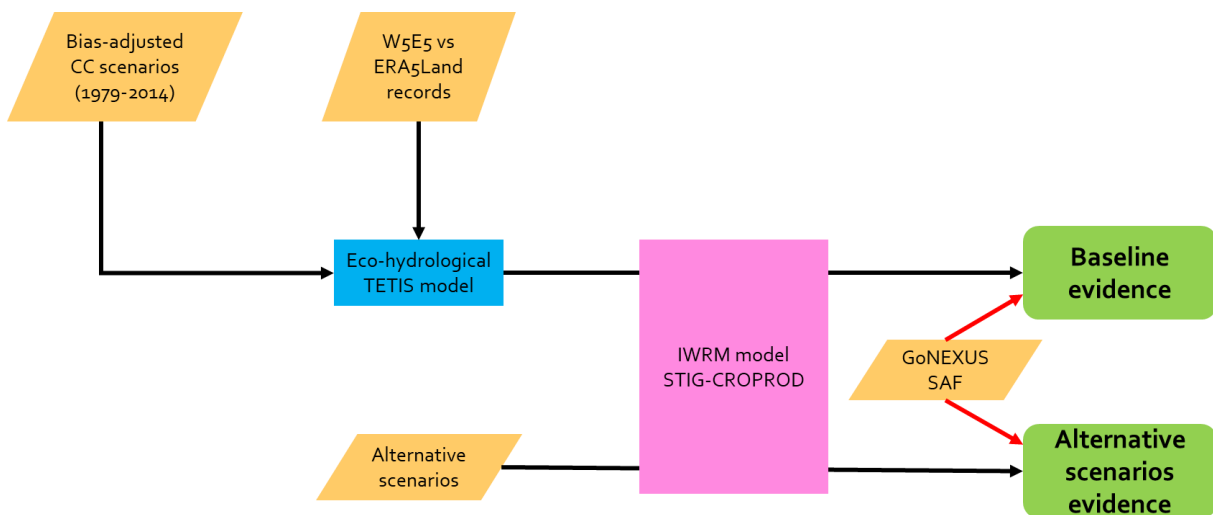 Bias-adjusted
CC scenarios
(1979-2014)
W5E5 vs
ERA5Land
records
Eco-hydrological
TETIS model
IWRM model
STIG-CROPROD
Baseline
evidence
GoNEXUS
SAF
Alternative
scenarios
Alternative
scenarios
evidence